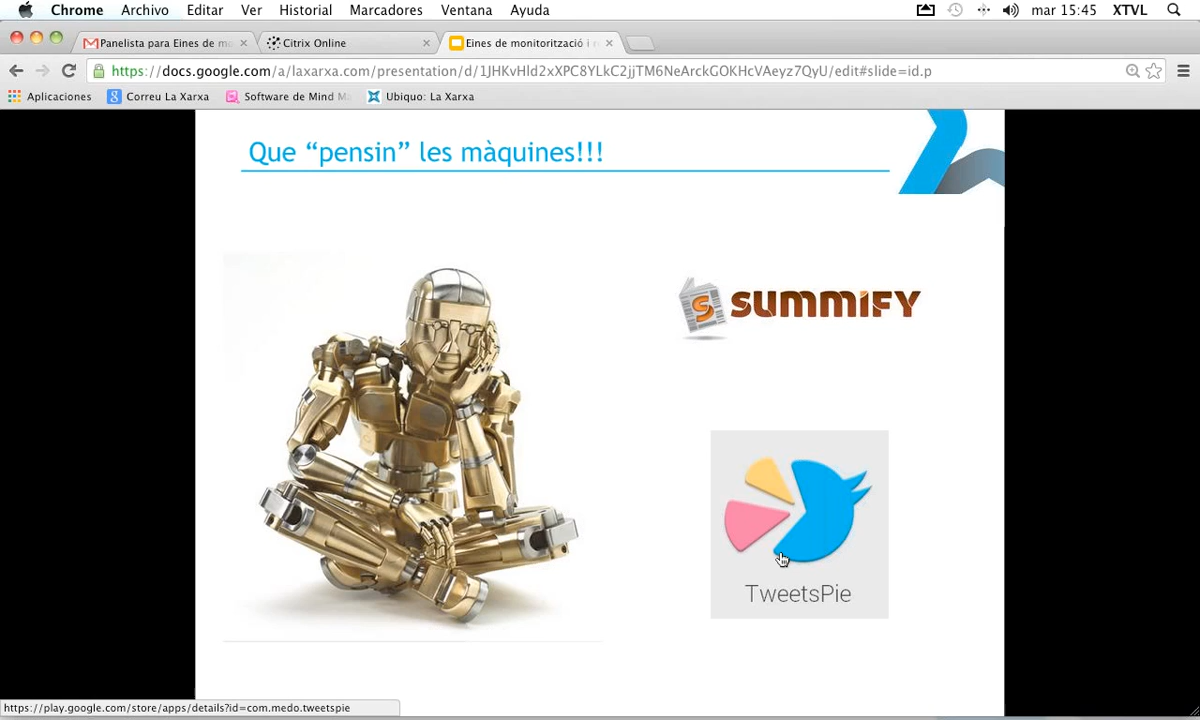 Chrome Archivo Editar Ver Historial Marcadores Ventana Ayuda mar 15:45 XTVL
Panelista para Eines de mo
Citrix Online
Eines de monitorització i
https://docs.google.com/a/laxarxa.com/presentation/d/1JHKvHld2xXPC8YLkC2jjTM6NeArckGOKHcVAeyz7QyU/edit#slide=id.p
Aplicaciones 8 Correu La Xarxa Software de Mind M Ubiquo: La Xarxa
Que “pensin” les màquines!!!
S SUMMIFY
TweetsPie
https://play.google.com/store/apps/details?id=com.medo.tweetspie